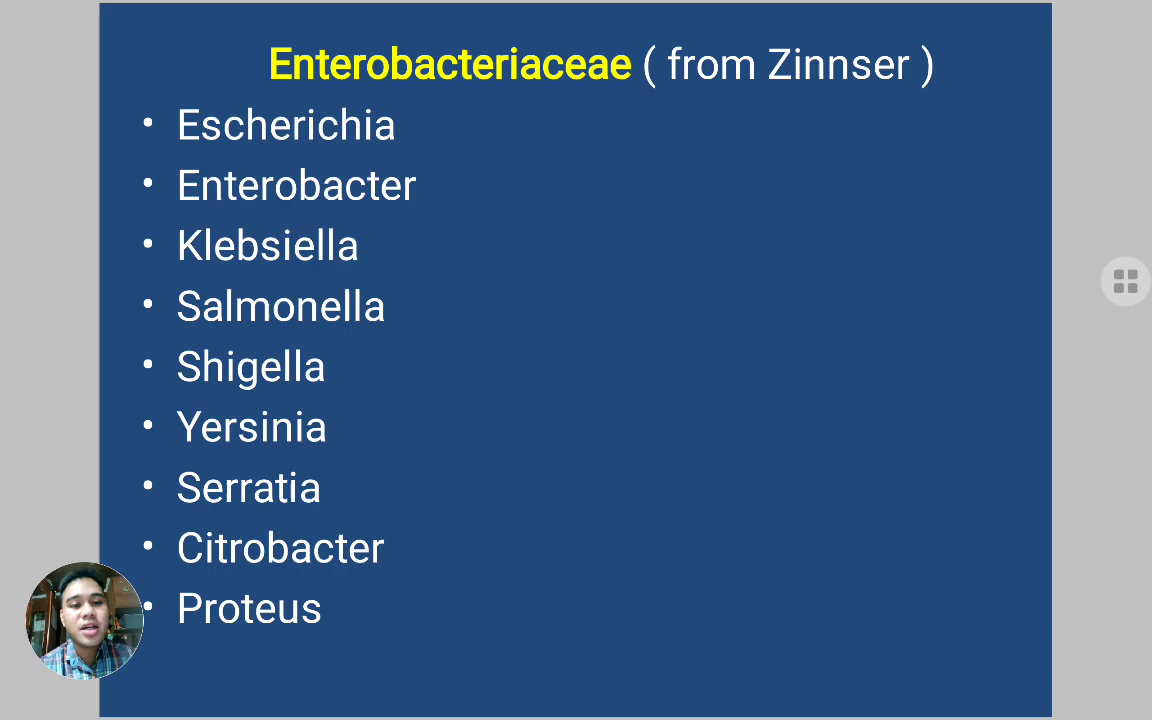 Enterobacteriaceae ( from Zinnser )
• Escherichia
• Enterobacter
• Klebsiella
• Salmonella
• Shigella
• Yersinia
• Serratia
• Citrobacter
• Proteus